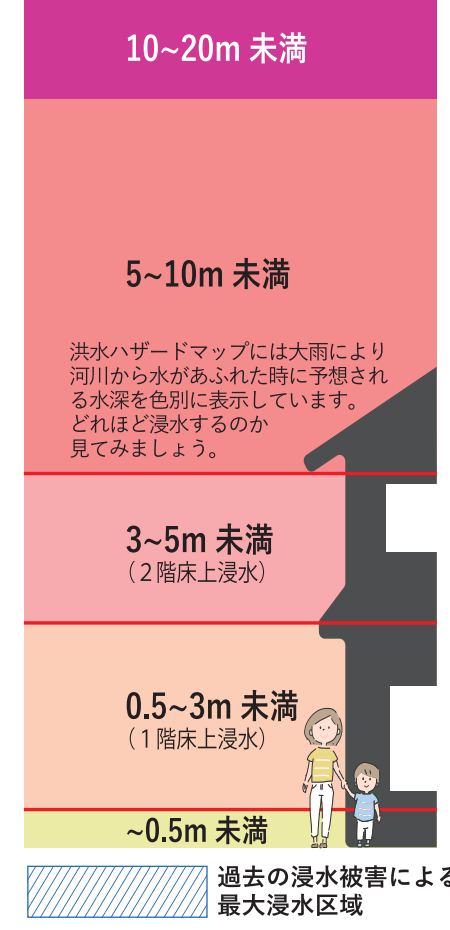 10~20m 未満
5~10m 未満
洪水ハザードマップには大雨により
河川から水があふれた時に予想され
る水深を色別に表示しています。
どれほど浸水するのか
見てみましょう。
3~5m 未満
（２階床上浸水）
0.5~3m 未満
（１階床上浸水）
~0.5m 未満
過去の浸水被害による
最大浸水区域